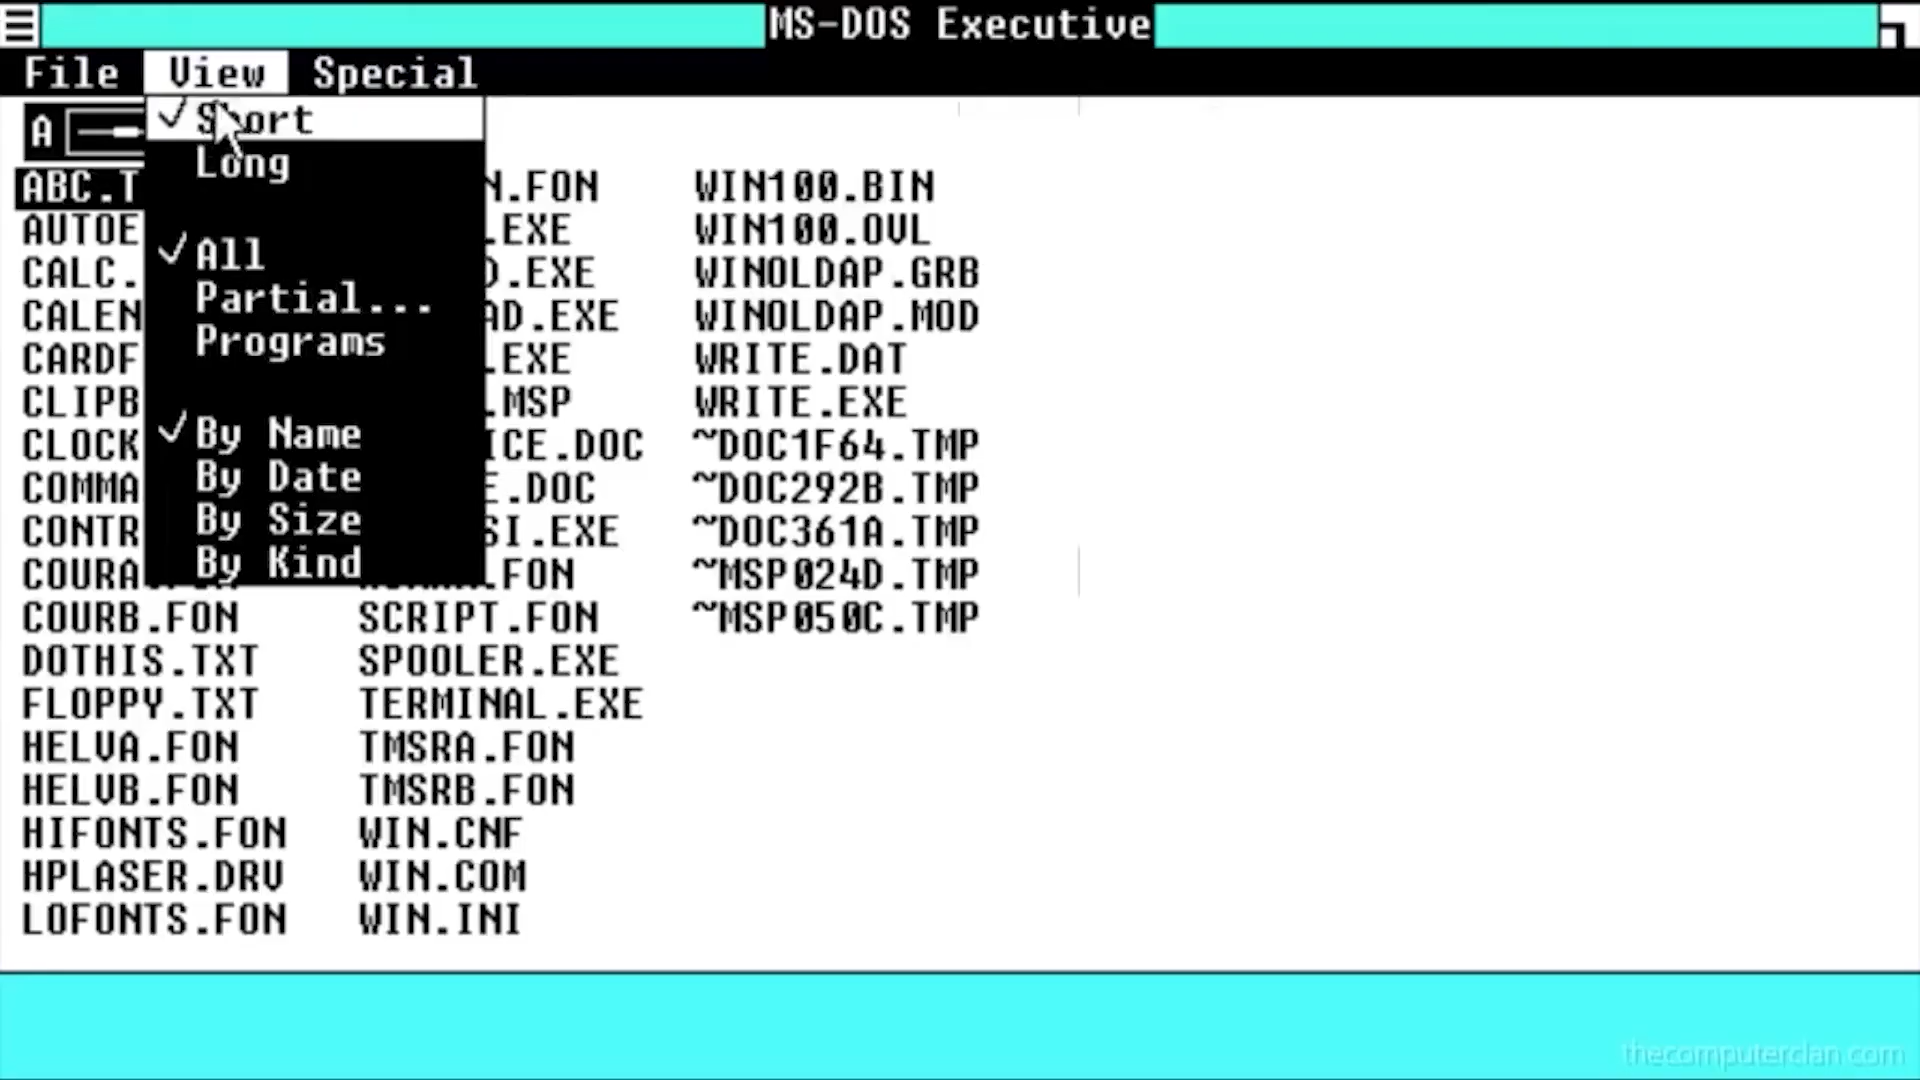 MS-DOS Executive
File View Special
Short
Long
All
Partial...
Programs
By Name
By Date
By Size
By Kind
A
ABC.T
AUTOE
CALC.
CALEN
CARDF
CLIPB
CLOCK
COMMA
CONTR
COURA
COURB.FON
DOTHIS.TXT
FLOPPY.TXT
HELVA.FON
HELVB.FON
HIFONTS.FON
HPLASER.DRV
LOFONTS.FON
N.FON
.EXE
D.EXE
AD.EXE
.EXE
.MSP
ICE.DOC
E.DOC
SI.EXE
.FON
SCRIPT.FON
SPOOLER.EXE
TERMINAL.EXE
TMSRA.FON
TMSRB.FON
WIN.CNF
WIN.COM
WIN.INI
WIN100.BIN
WIN100.OVL
WINOLDAP.GRB
WINOLDAP.MOD
WRITE.DAT
WRITE.EXE
~DOC1F64.TMP
~DOC292B.TMP
~DOC361A.TMP
~MSP024D.TMP
~MSP050C.TMP
thecomputerclan.com